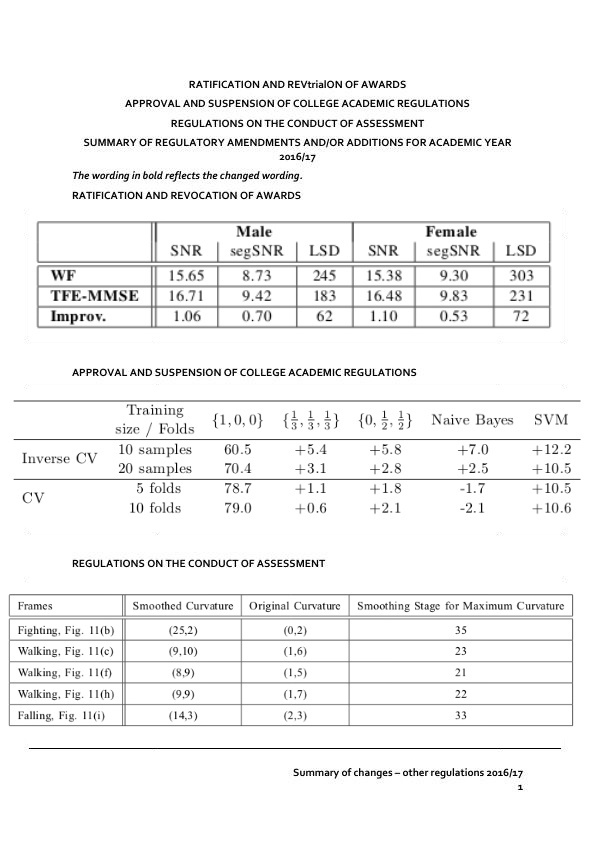 RATIFICATION AND REVtrialON OF AWARDS
APPROVAL AND SUSPENSION OF COLLEGE ACADEMIC REGULATIONS
REGULATIONS ON THE CONDUCT OF ASSESSMENT
SUMMARY OF REGULATORY AMENDMENTS AND/OR ADDITIONS FOR ACADEMIC YEAR
2016/17
The wording in bold reflects the changed wording.
RATIFICATION AND REVOCATION OF AWARDS
Male Female
SNR segSNR LSD SNR segSNR LSD
WF 15.65 8.73 245 15.38 9.30 303
TFE-MMSE 16.71 9.42 183 16.48 9.83 231
Improv. 1.06 0.70 62 1.10 0.53 72
APPROVAL AND SUSPENSION OF COLLEGE ACADEMIC REGULATIONS
Training
size / Folds {1, 0, 0} {1/3, 1/3, 1/3} {0, 1/2, 1/2} Naive Bayes SVM
Inverse CV 10 samples 60.5 +5.4 +5.8 +7.0 +12.2
20 samples 70.4 +3.1 +2.8 +2.5 +10.5
CV 5 folds 78.7 +1.1 +1.8 -1.7 +10.5
10 folds 79.0 +0.6 +2.1 -2.1 +10.6
REGULATIONS ON THE CONDUCT OF ASSESSMENT
Frames Smoothed Curvature Original Curvature Smoothing Stage for Maximum Curvature
Fighting, Fig. 11(b) (25,2) (0,2) 35
Walking, Fig. 11(c) (9,10) (1,6) 23
Walking, Fig. 11(f) (8,9) (1,5) 21
Walking, Fig. 11(h) (9,9) (1,7) 22
Falling, Fig. 11(i) (14,3) (2,3) 33
Summary of changes – other regulations 2016/17
1